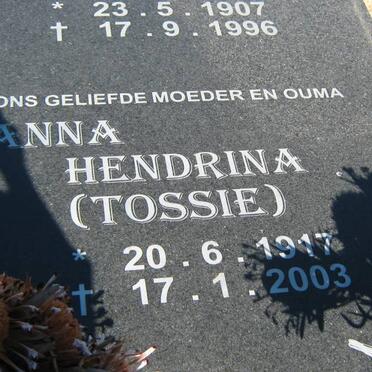 * 23 . 5 . 1907
† 17 . 9 . 1996
ONS GELIEFDE MOEDER EN OUMA
ANNA
HENDRINA
(TOSSIE)
* 20 . 6 . 1917
† 17 . 1 . 2003